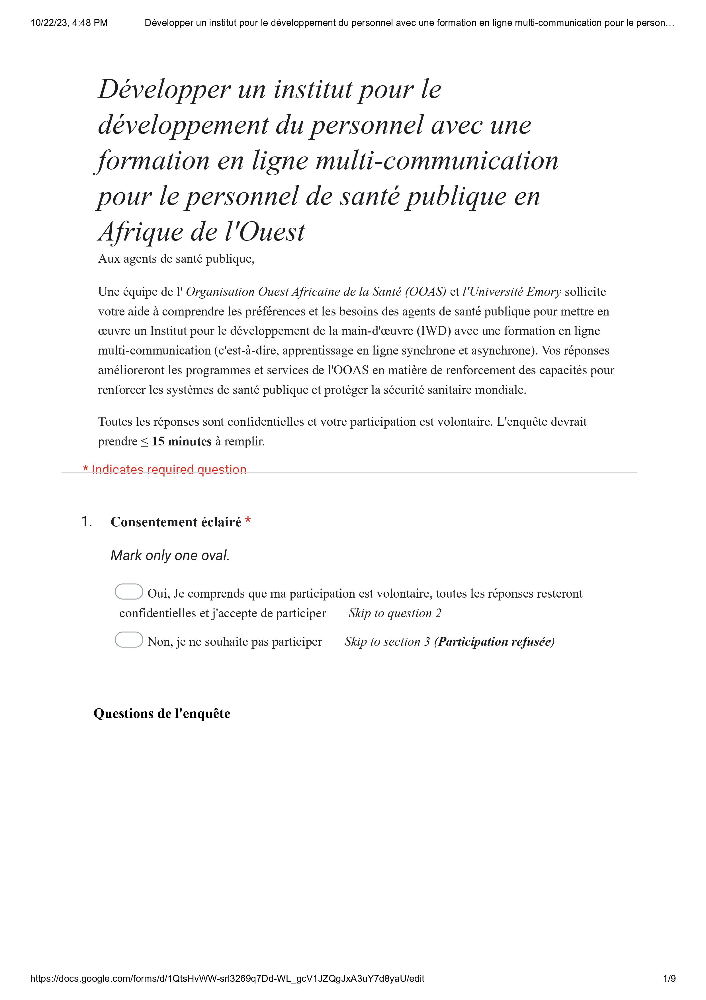 10/22/23, 4:48 PM Développer un institut pour le développement du personnel avec une formation en ligne multi-communication pour le person…
Développer un institut pour le
développement du personnel avec une
formation en ligne multi-communication
pour le personnel de santé publique en
Afrique de l'Ouest
Aux agents de santé publique,
Une équipe de l' Organisation Ouest Africaine de la Santé (OOAS) et l'Université Emory sollicite
votre aide à comprendre les préférences et les besoins des agents de santé publique pour mettre en
œuvre un Institut pour le développement de la main-d'œuvre (IWD) avec une formation en ligne
multi-communication (c'est-à-dire, apprentissage en ligne synchrone et asynchrone). Vos réponses
amélioreront les programmes et services de l'OOAS en matière de renforcement des capacités pour
renforcer les systèmes de santé publique et protéger la sécurité sanitaire mondiale.
Toutes les réponses sont confidentielles et votre participation est volontaire. L'enquête devrait
prendre ≤ 15 minutes à remplir.
* Indicates required question
1. Consentement éclairé *
Mark only one oval.
Oui, Je comprends que ma participation est volontaire, toutes les réponses resteront
confidentielles et j'accepte de participer Skip to question 2
Non, je ne souhaite pas participer Skip to section 3 (Participation refusée)
Questions de l'enquête
https://docs.google.com/forms/d/1QtsHvWW-srl3269q7Dd-WL_gcV1JZQgJxA3uY7d8yaU/edit 1/9